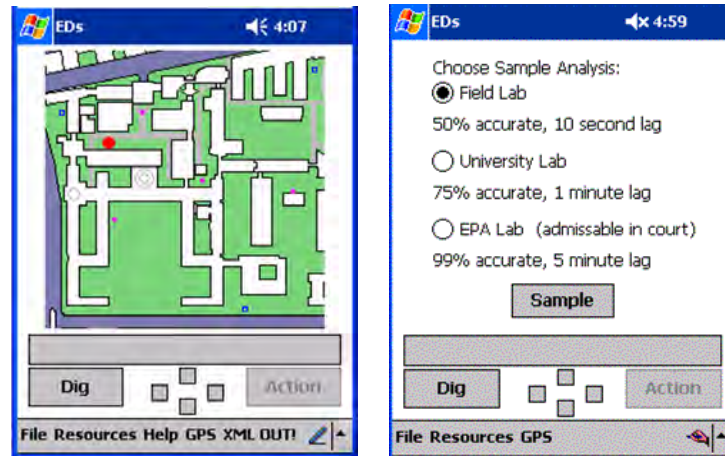 EDs 4:07
Dig Action
File Resources Help GPS XML OUT!
EDs 4:59
Choose Sample Analysis:
Field Lab
50% accurate, 10 second lag
University Lab
75% accurate, 1 minute lag
EPA Lab (admissable in court)
99% accurate, 5 minute lag
Sample
Dig Action
File Resources GPS